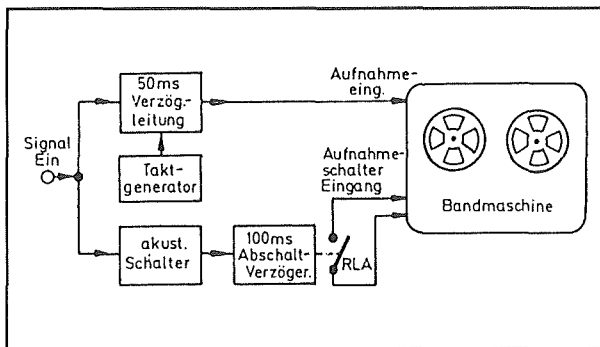 50ms
Verzög.-
leitung
Aufnahme-
eing.
Signal
Ein
Takt-
generator
Aufnahme-
schalter
Eingang
Bandmaschine
akust.
Schalter
100ms
Abschalt-
Verzöger.
RLA